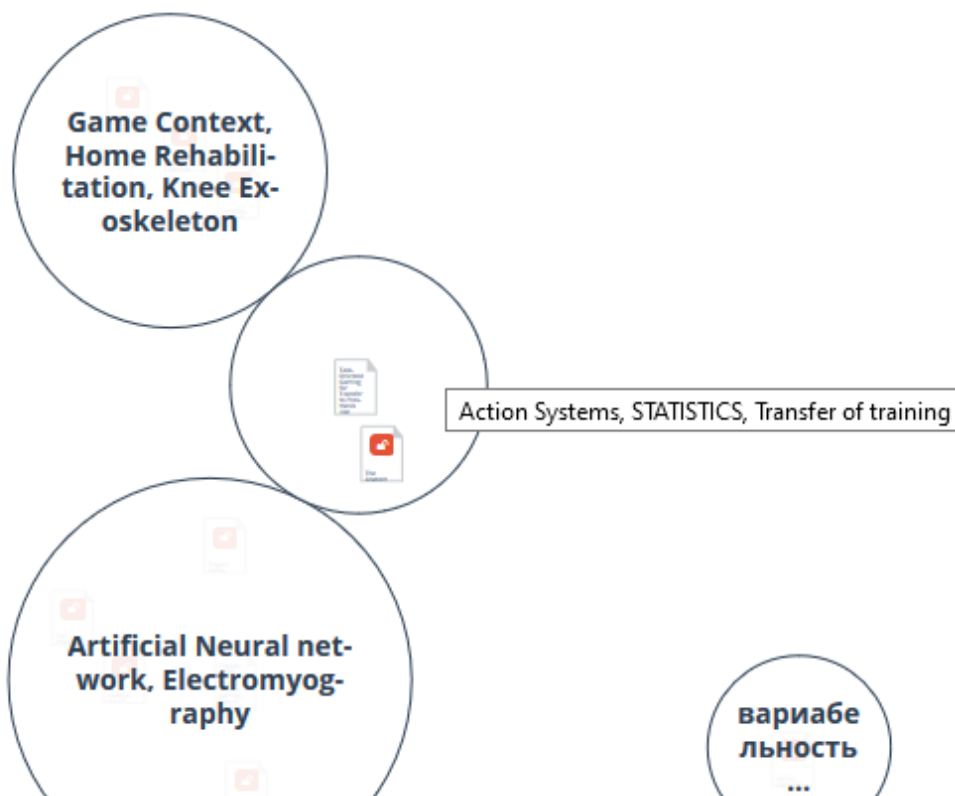 Game Context,
Home Rehabili-
tation, Knee Ex-
oskeleton
Action Systems, STATISTICS, Transfer of training
Artificial Neural net-
work, Electromyog-
raphy
вариабе
льность
...